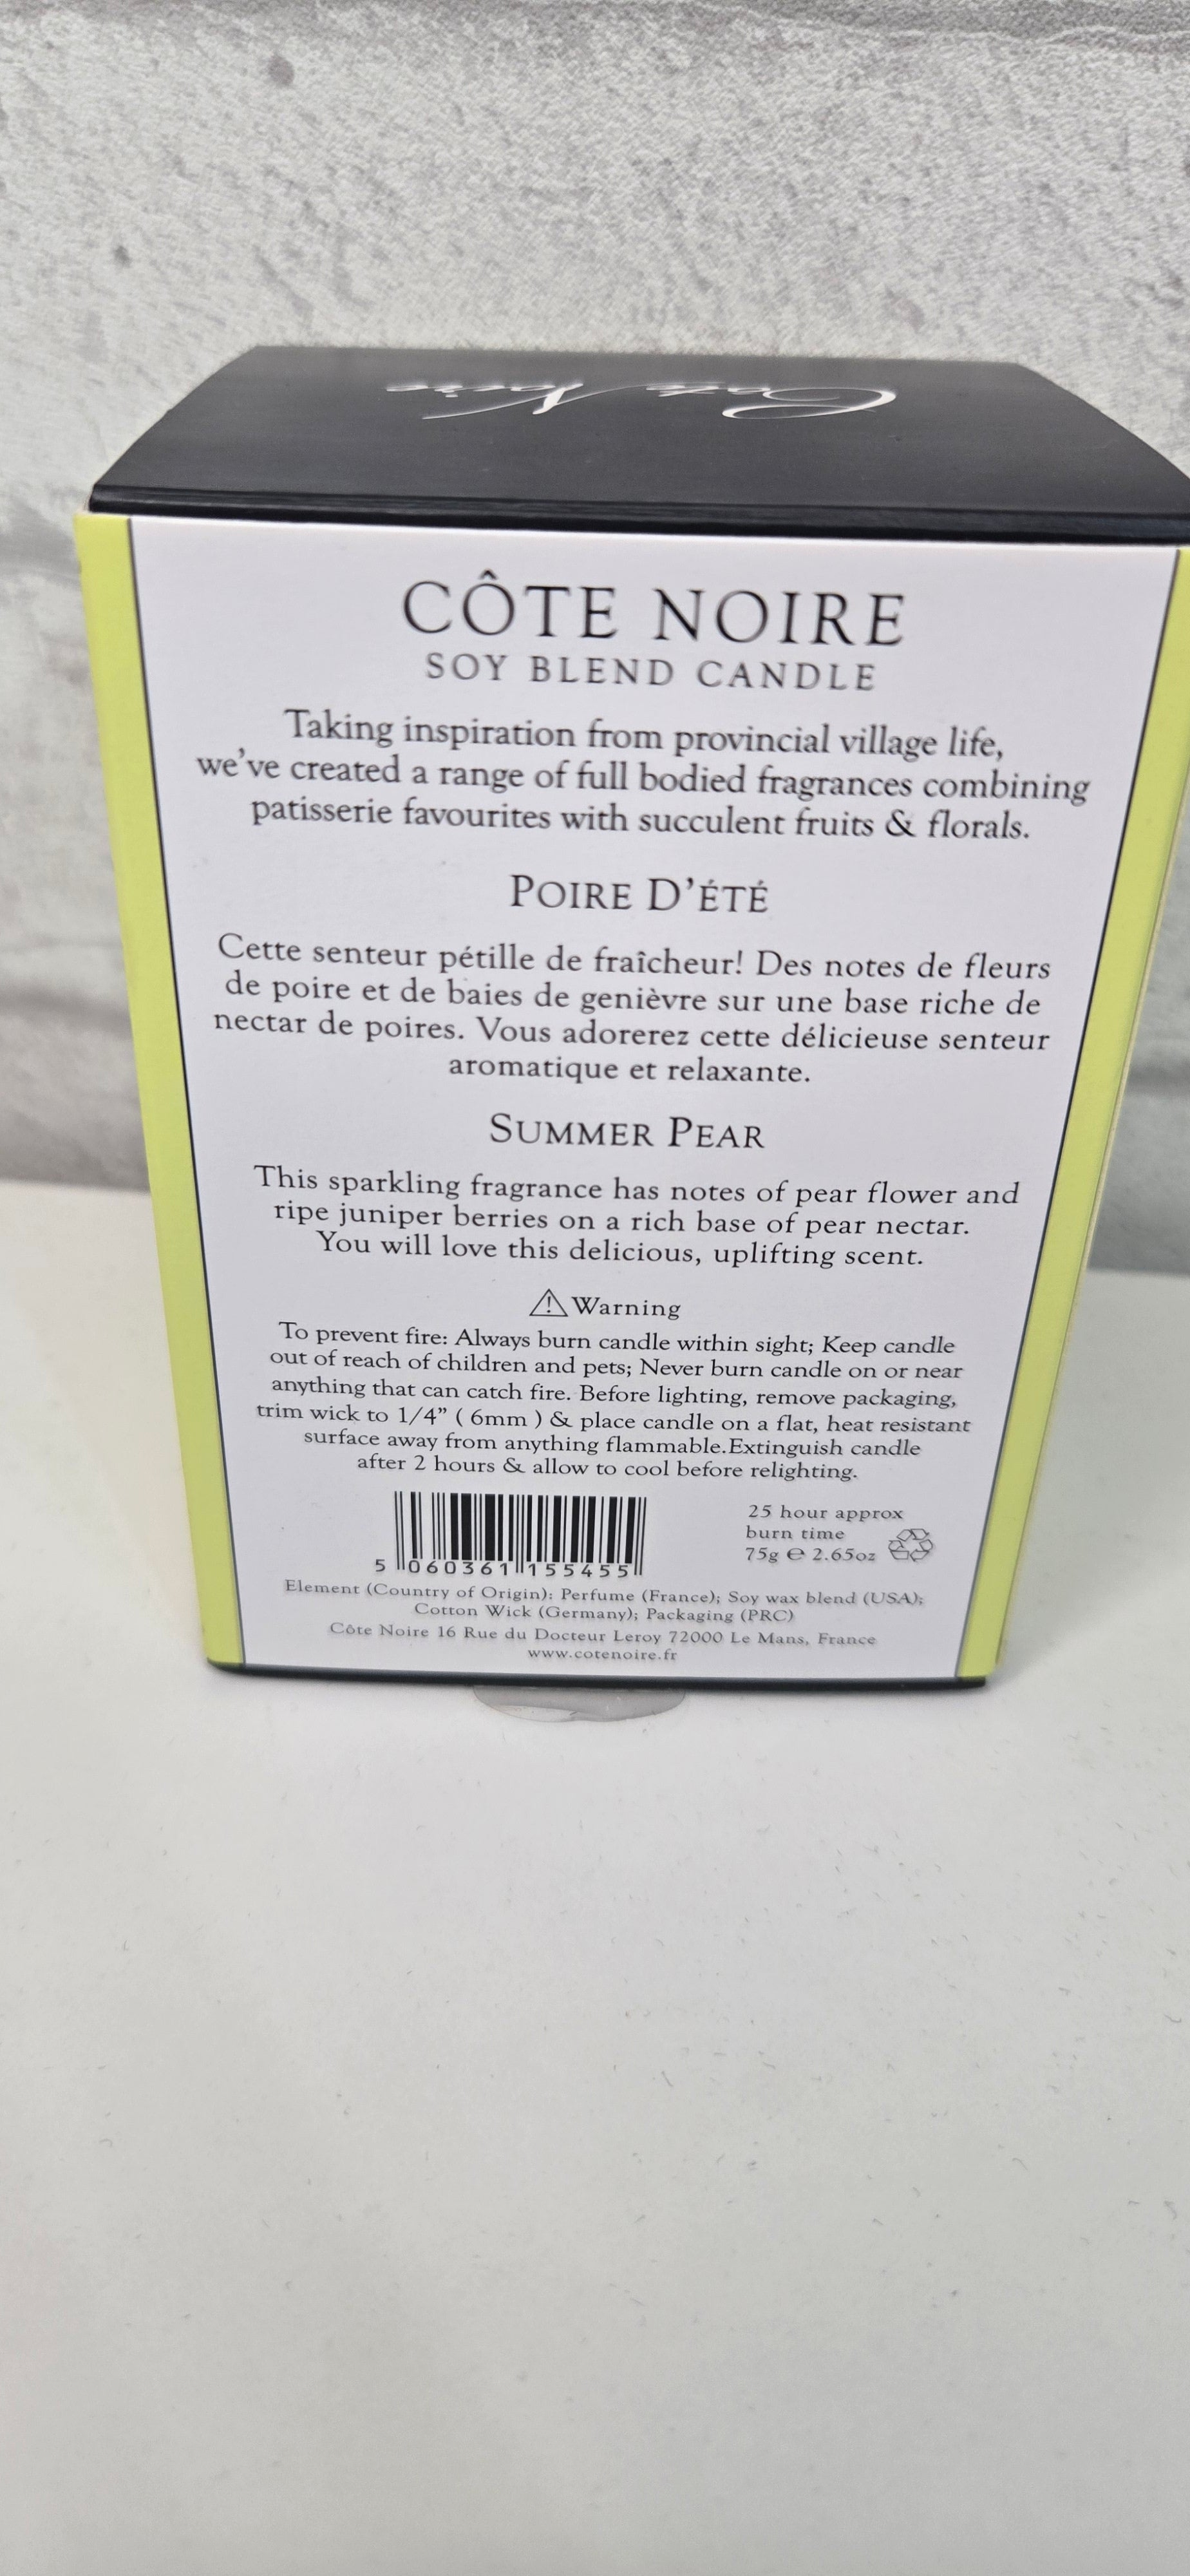 Côte Noire
CÔTE NOIRE
SOY BLEND CANDLE
Taking inspiration from provincial village life,
we've created a range of full bodied fragrances combining
patisserie favourites with succulent fruits & florals.
POIRE D'ÉTÉ
Cette senteur pétille de fraîcheur! Des notes de fleurs
de poire et de baies de genièvre sur une base riche de
nectar de poires. Vous adorerez cette délicieuse senteur
aromatique et relaxante.
SUMMER PEAR
This sparkling fragrance has notes of pear flower and
ripe juniper berries on a rich base of pear nectar.
You will love this delicious, uplifting scent.
⚠ Warning
To prevent fire: Always burn candle within sight; Keep candle
out of reach of children and pets; Never burn candle on or near
anything that can catch fire. Before lighting, remove packaging,
trim wick to 1/4" ( 6mm ) & place candle on a flat, heat resistant
surface away from anything flammable.Extinguish candle
after 2 hours & allow to cool before relighting.
25 hour approx
burn time
75g ℮ 2.65oz
5 060361 155455
Element (Country of Origin): Perfume (France); Soy wax blend (USA);
Cotton Wick (Germany); Packaging (PRC)
Côte Noire 16 Rue du Docteur Leroy 72000 Le Mans, France
www.cotenoire.fr